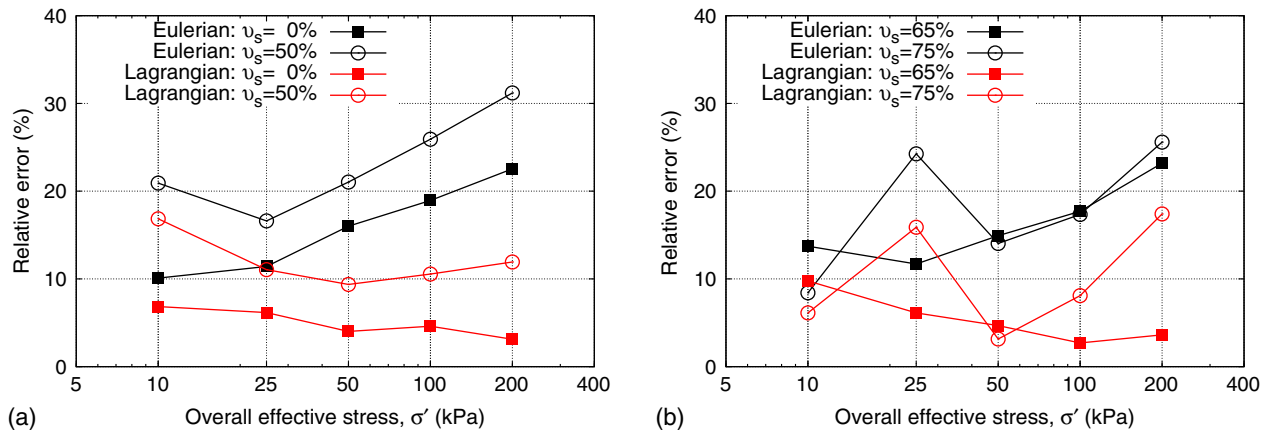 40
30
20
10
0
Relative error (%)
Eulerian: υs= 0%
Eulerian: υs=50%
Lagrangian: υs= 0%
Lagrangian: υs=50%
5 10 25 50 100 200 400
Overall effective stress, σ′ (kPa)
(a)
40
30
20
10
0
Relative error (%)
Eulerian: υs=65%
Eulerian: υs=75%
Lagrangian: υs=65%
Lagrangian: υs=75%
5 10 25 50 100 200 400
Overall effective stress, σ′ (kPa)
(b)